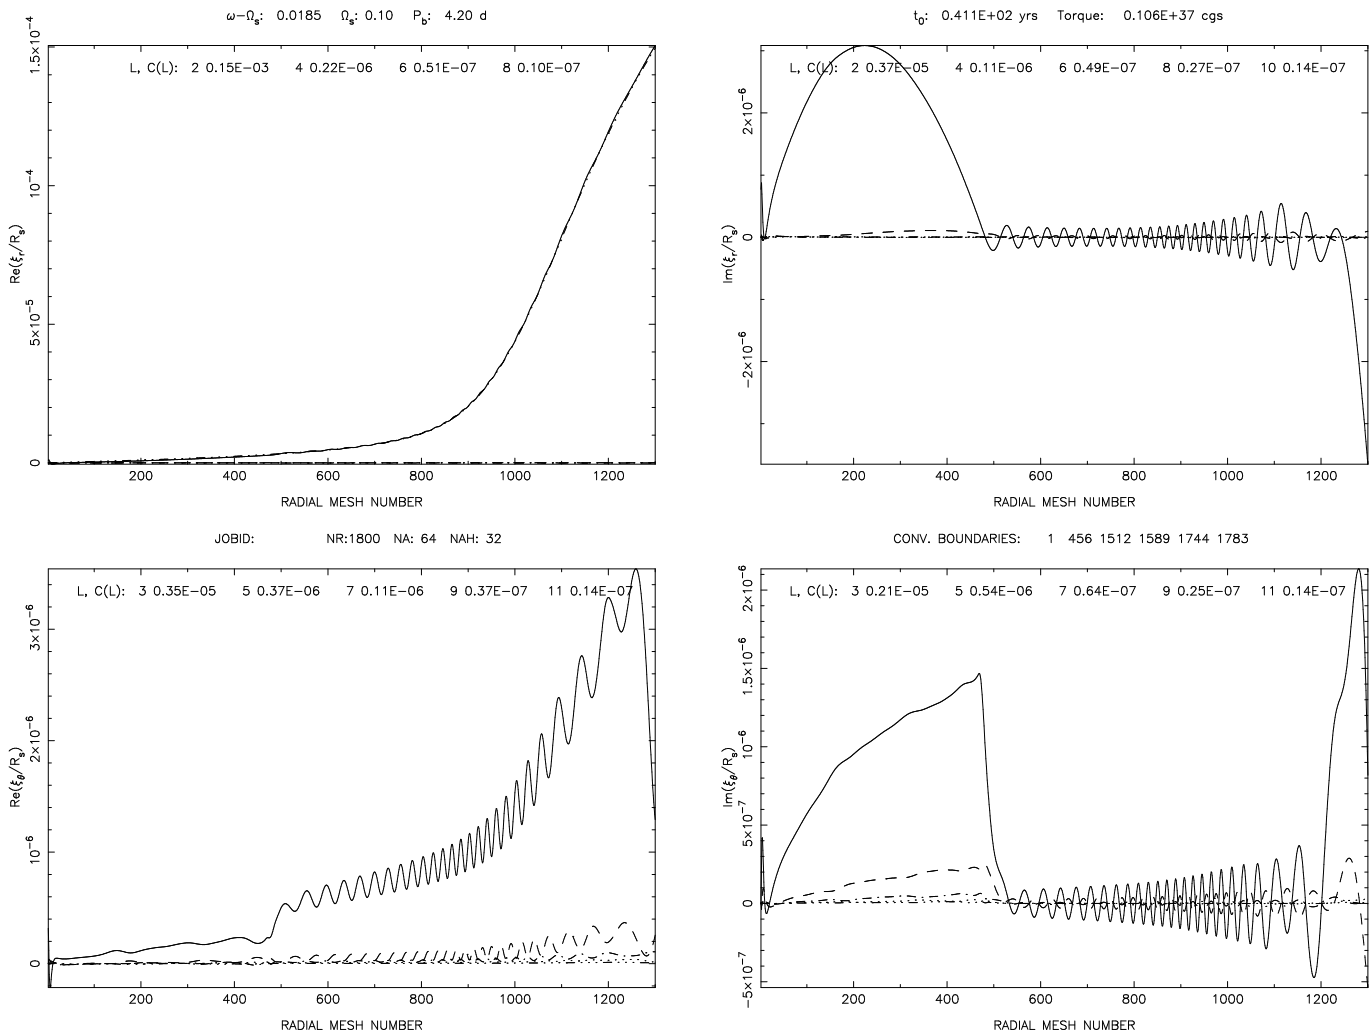 ω−Ωs: 0.0185 Ωs: 0.10 Pb: 4.20 d
t0: 0.411E+02 yrs Torque: 0.106E+37 cgs
L, C(L): 2 0.15E−03 4 0.22E−06 6 0.51E−07 8 0.10E−07
1.5×10−4
10−4
5×10−5
0
Re(ξr/Rs)
200 400 600 800 1000 1200
RADIAL MESH NUMBER
L, C(L): 2 0.37E−05 4 0.11E−06 6 0.49E−07 8 0.27E−07 10 0.14E−07
2×10−6
0
−2×10−6
Im(ξr/Rs)
200 400 600 800 1000 1200
RADIAL MESH NUMBER
JOBID: NR:1800 NA: 64 NAH: 32
CONV. BOUNDARIES: 1 456 1512 1589 1744 1783
L, C(L): 3 0.35E−05 5 0.37E−06 7 0.11E−06 9 0.37E−07 11 0.14E−07
3×10−6
2×10−6
10−6
0
Re(ξθ/Rs)
200 400 600 800 1000 1200
RADIAL MESH NUMBER
L, C(L): 3 0.21E−05 5 0.54E−06 7 0.64E−07 9 0.25E−07 11 0.14E−07
2×10−6
1.5×10−6
10−6
5×10−7
0
−5×10−7
Im(ξθ/Rs)
200 400 600 800 1000 1200
RADIAL MESH NUMBER